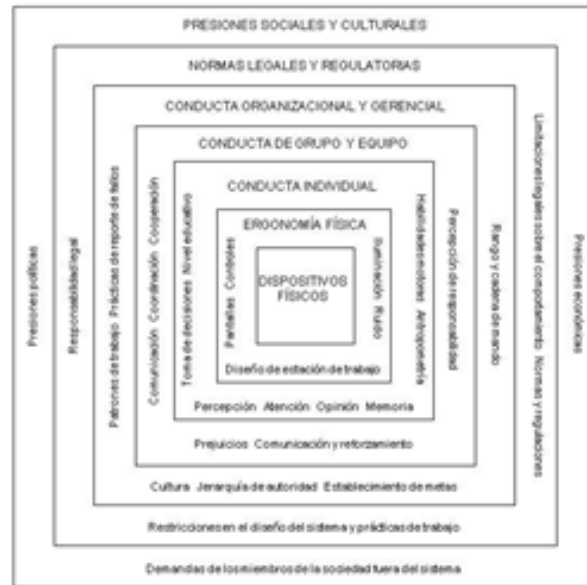 PRESIONES SOCIALES Y CULTURALES
NORMAS LEGALES Y REGULATORIAS
CONDUCTA ORGANIZACIONAL Y GERENCIAL
CONDUCTA DE GRUPO Y EQUIPO
CONDUCTA INDIVIDUAL
ERGONOMÍA FÍSICA
DISPOSITIVOS
FÍSICOS
Presiones políticas
Responsabilidad legal
Patrones de trabajo Prácticas de reporte de fallos
Comunicación Coordinación Cooperación
Toma de decisiones Nivel educativo
Pantallas Controles
Iluminación Ruido
Habilidades motoras Antropometría
Percepción de responsabilidad
Rango y cadena de mando
Limitaciones legales sobre el comportamiento Normas y regulaciones
Presiones económicas
Diseño de estación de trabajo
Percepción Atención Opinión Memoria
Prejuicios Comunicación y reforzamiento
Cultura Jerarquía de autoridad Establecimiento de metas
Restricciones en el diseño del sistema y prácticas de trabajo
Demandas de los miembros de la sociedad fuera del sistema